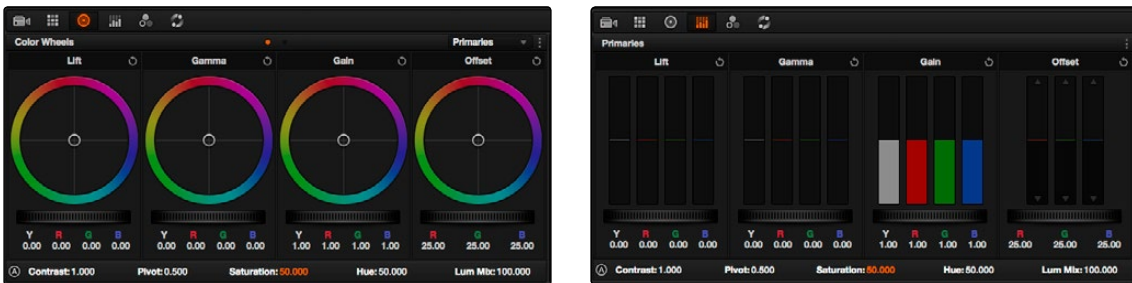 Color Wheels Primaries
Lift Gamma Gain Offset
Y R G B Y R G B Y R G B R G B
0.00 0.00 0.00 0.00 0.00 0.00 0.00 0.00 1.00 1.00 1.00 1.00 25.00 25.00 25.00
A Contrast: 1.000 Pivot: 0.500 Saturation: 50.000 Hue: 50.000 Lum Mix: 100.000
Primaries
Lift Gamma Gain Offset
Y R G B Y R G B Y R G B R G B
0.00 0.00 0.00 0.00 0.00 0.00 0.00 0.00 1.00 1.00 1.00 1.00 25.00 25.00 25.00
A Contrast: 1.000 Pivot: 0.500 Saturation: 50.000 Hue: 50.000 Lum Mix: 100.000